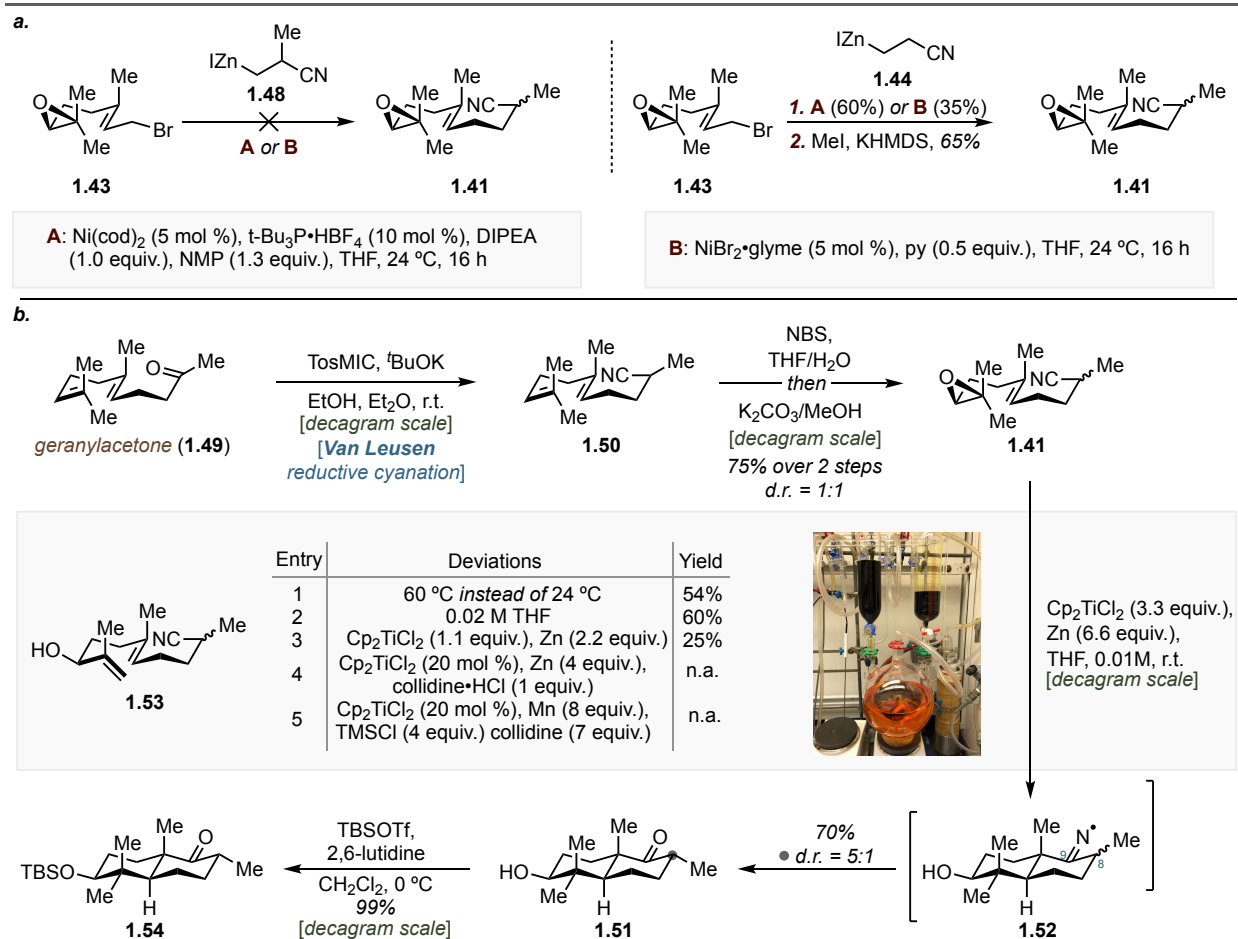 a.
Me
IZn
CN
1.48
A or B
O
Me
Me
Br
Me
1.43
O
Me
Me
NC
Me
Me
1.41
IZn
CN
1.44
1. A (60%) or B (35%)
2. MeI, KHMDS, 65%
O
Me
Me
Br
Me
1.43
O
Me
Me
NC
Me
Me
1.41
A: Ni(cod)2 (5 mol %), t-Bu3P•HBF4 (10 mol %), DIPEA
(1.0 equiv.), NMP (1.3 equiv.), THF, 24 ºC, 16 h
B: NiBr2•glyme (5 mol %), py (0.5 equiv.), THF, 24 ºC, 16 h
b.
Me
Me
O
Me
Me
geranylacetone (1.49)
TosMIC, tBuOK
EtOH, Et2O, r.t.
[decagram scale]
[Van Leusen
reductive cyanation]
Me
Me
NC
Me
Me
1.50
NBS,
THF/H2O
then
K2CO3/MeOH
[decagram scale]
75% over 2 steps
d.r. = 1:1
O
Me
Me
NC
Me
Me
1.41
HO
Me
Me
NC
Me
1.53
Entry Deviations Yield
1 60 ºC instead of 24 ºC 54%
2 0.02 M THF 60%
3 Cp2TiCl2 (1.1 equiv.), Zn (2.2 equiv.) 25%
4 Cp2TiCl2 (20 mol %), Zn (4 equiv.), n.a.
collidine•HCl (1 equiv.)
5 Cp2TiCl2 (20 mol %), Mn (8 equiv.), n.a.
TMSCl (4 equiv.) collidine (7 equiv.)
Cp2TiCl2 (3.3 equiv.),
Zn (6.6 equiv.),
THF, 0.01M, r.t.
[decagram scale]
TBSO
Me
Me
O
Me
Me
H
1.54
TBSOTf,
2,6-lutidine
CH2Cl2, 0 ºC
99%
[decagram scale]
HO
Me
Me
O
Me
Me
H
1.51
70%
● d.r. = 5:1
HO
Me
Me
N•
9
8
Me
Me
H
1.52